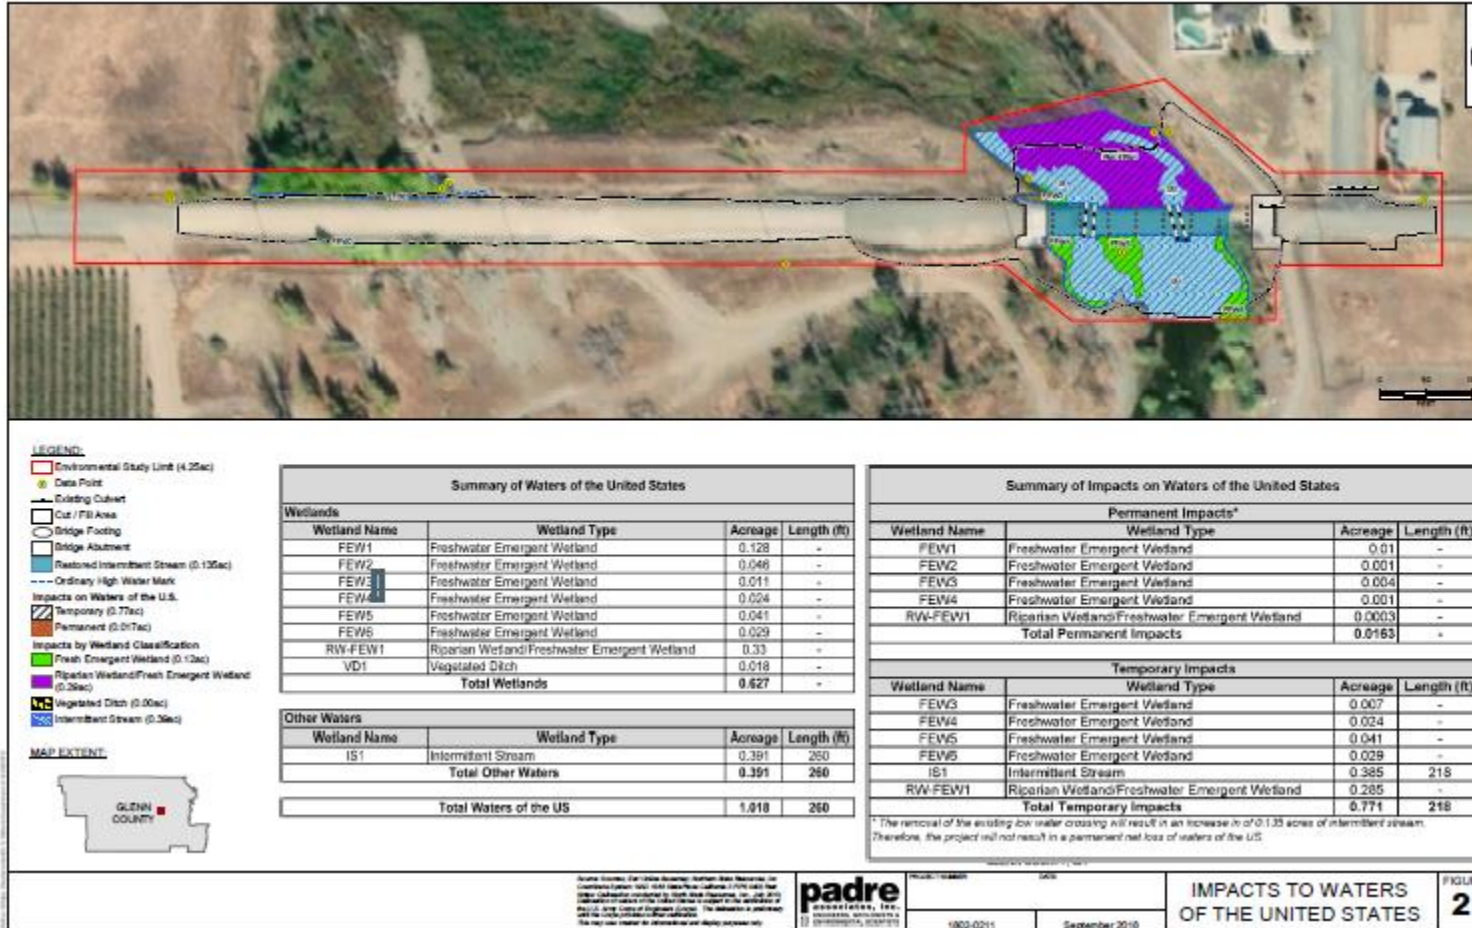 LEGEND:
Environmental Study Limit (4.25ac)
Data Point
Existing Culvert
Cut / Fill Area
Bridge Footing
Bridge Abutment
Restored Intermittent Stream (0.135ac)
Ordinary High Water Mark
Impacts on Waters of the U.S.
Temporary (0.77ac)
Permanent (0.017ac)
Impacts by Wetland Classification
Fresh Emergent Wetland (0.12ac)
Riparian Wetland/Fresh Emergent Wetland
(0.29ac)
Vegetated Ditch (0.00ac)
Intermittent Stream (0.39ac)
MAP EXTENT:
GLENN
COUNTY
Summary of Waters of the United States
Wetlands
Wetland Name Wetland Type Acreage Length (ft)
FEW1 Freshwater Emergent Wetland 0.128 -
FEW2 Freshwater Emergent Wetland 0.046 -
FEW3 Freshwater Emergent Wetland 0.011 -
FEW4 Freshwater Emergent Wetland 0.024 -
FEW5 Freshwater Emergent Wetland 0.041 -
FEW6 Freshwater Emergent Wetland 0.029 -
RW-FEW1 Riparian Wetland/Freshwater Emergent Wetland 0.33 -
VD1 Vegetated Ditch 0.018 -
Total Wetlands 0.627 -
Other Waters
Wetland Name Wetland Type Acreage Length (ft)
IS1 Intermittent Stream 0.391 260
Total Other Waters 0.391 260
Total Waters of the US 1.018 260
Summary of Impacts on Waters of the United States
Permanent Impacts*
Wetland Name Wetland Type Acreage Length (ft)
FEW1 Freshwater Emergent Wetland 0.01 -
FEW2 Freshwater Emergent Wetland 0.001 -
FEW3 Freshwater Emergent Wetland 0.004 -
FEW4 Freshwater Emergent Wetland 0.001 -
RW-FEW1 Riparian Wetland/Freshwater Emergent Wetland 0.0003 -
Total Permanent Impacts 0.0163 -
Temporary Impacts
Wetland Name Wetland Type Acreage Length (ft)
FEW3 Freshwater Emergent Wetland 0.007 -
FEW4 Freshwater Emergent Wetland 0.024 -
FEW5 Freshwater Emergent Wetland 0.041 -
FEW6 Freshwater Emergent Wetland 0.029 -
IS1 Intermittent Stream 0.385 218
RW-FEW1 Riparian Wetland/Freshwater Emergent Wetland 0.285 -
Total Temporary Impacts 0.771 218
* The removal of the existing low water crossing will result in an increase in of 0.135 acres of intermittent stream.
Therefore, the project will not result in a permanent net loss of waters of the US.
padre
associates, inc.
PROJECT NUMBER
1802-0211
DATE
September 2018
IMPACTS TO WATERS
OF THE UNITED STATES
2